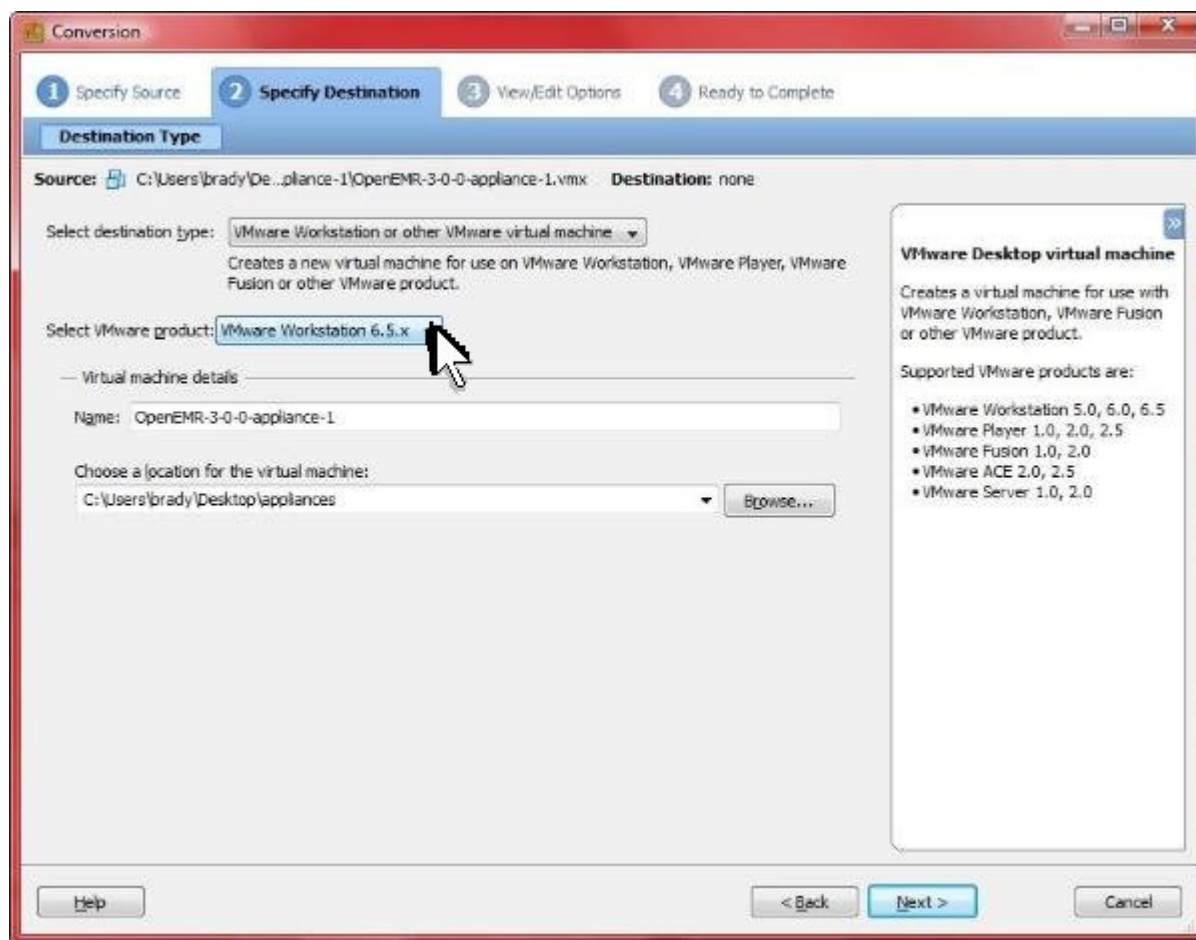 Conversion
1 Specify Source 2 Specify Destination 3 View/Edit Options 4 Ready to Complete
Destination Type
Source: C:\Users\brady\De...pliance-1\OpenEMR-3-0-0-appliance-1.vmx Destination: none
Select destination type: VMware Workstation or other VMware virtual machine
Creates a new virtual machine for use on VMware Workstation, VMware Player, VMware
Fusion or other VMware product.
Select VMware product: VMware Workstation 6.5.x
Virtual machine details
Name: OpenEMR-3-0-0-appliance-1
Choose a location for the virtual machine:
C:\Users\brady\Desktop\appliances Browse...
»
VMware Desktop virtual machine
Creates a virtual machine for use with
VMware Workstation, VMware Fusion
or other VMware product.
Supported VMware products are:
• VMware Workstation 5.0, 6.0, 6.5
• VMware Player 1.0, 2.0, 2.5
• VMware Fusion 1.0, 2.0
• VMware ACE 2.0, 2.5
• VMware Server 1.0, 2.0
Help < Back Next > Cancel